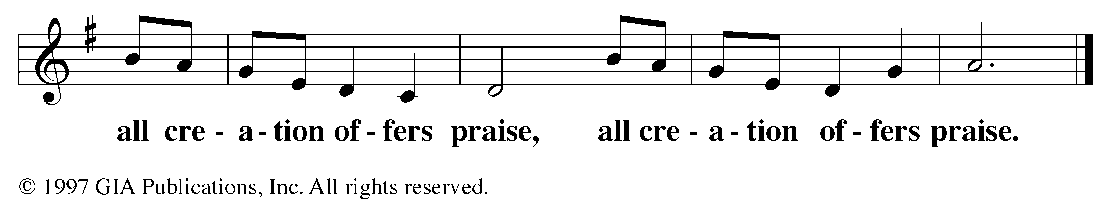 all cre - a - tion of - fers praise, all cre - a - tion of - fers praise.
© 1997 GIA Publications, Inc. All rights reserved.